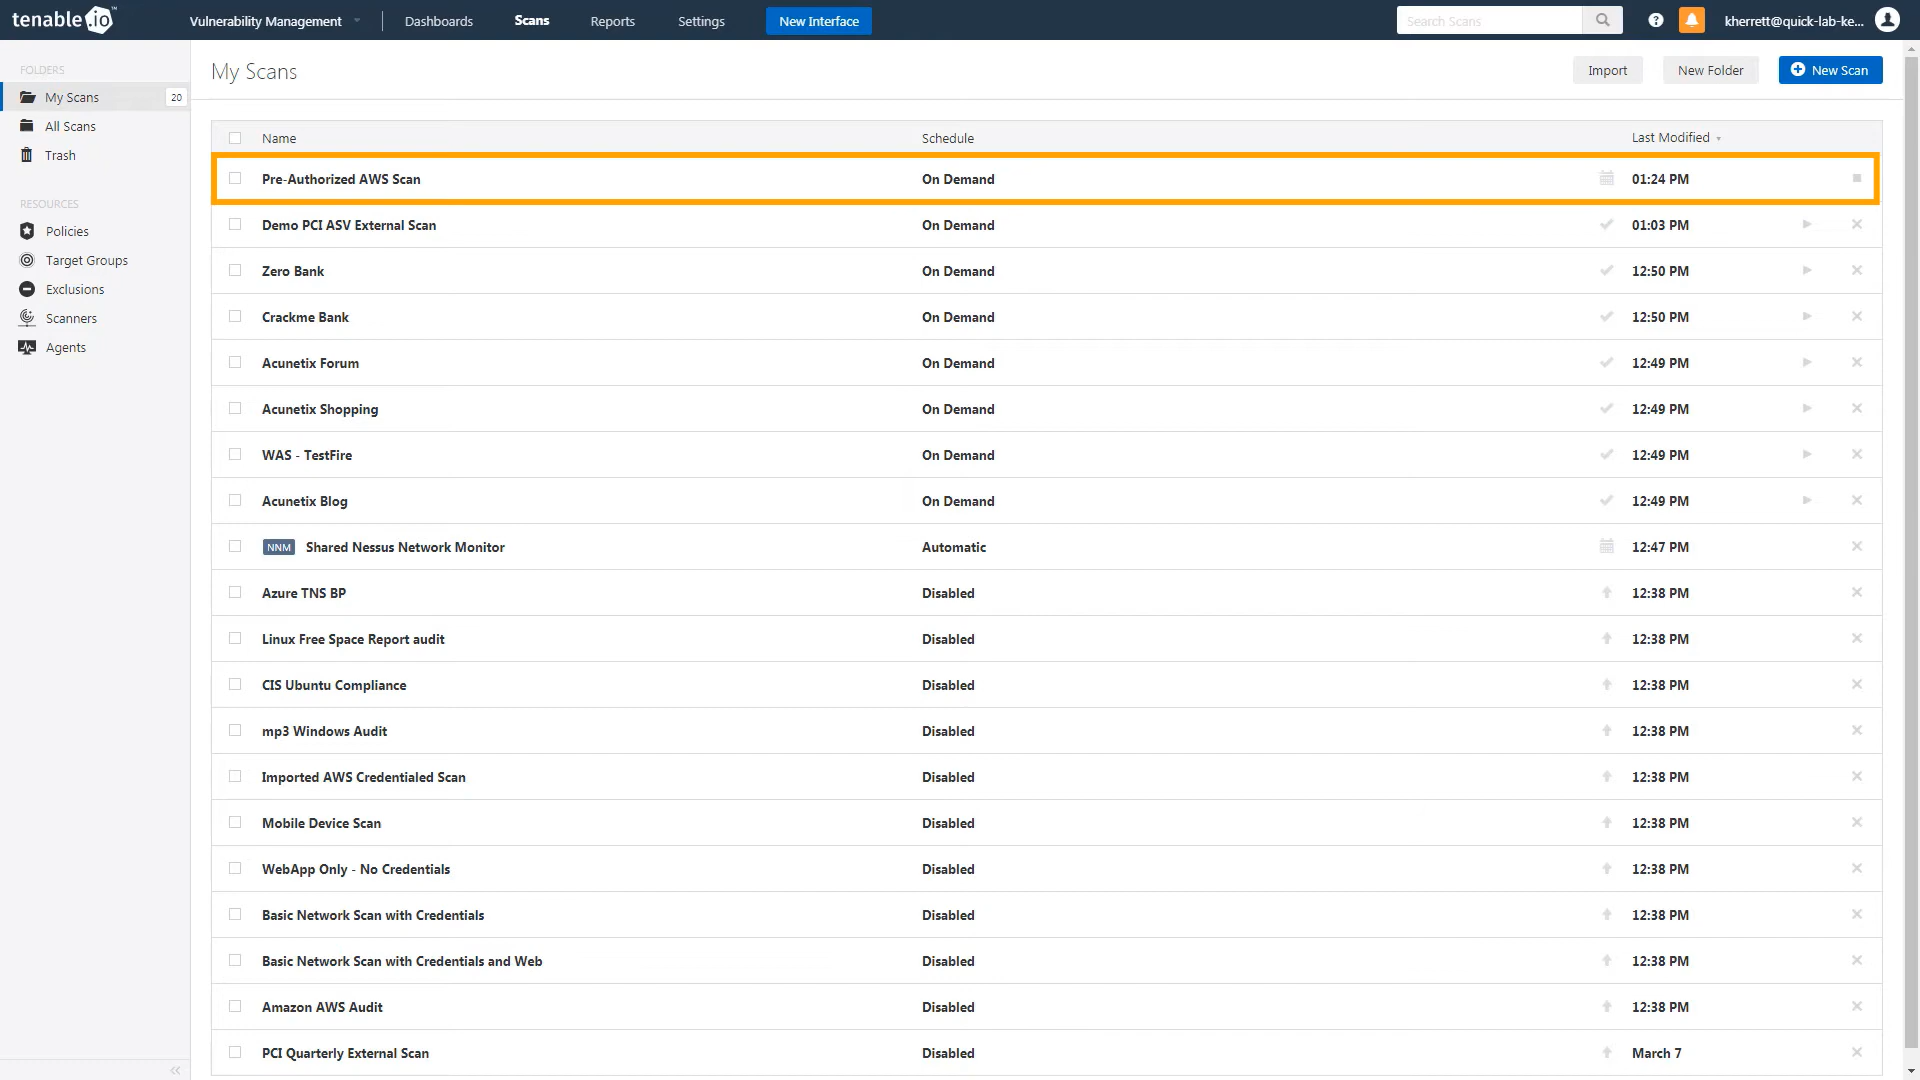 tenable.io™ Vulnerability Management Dashboards Scans Reports Settings New Interface Search Scans ? kherrett@quick-lab-ke...
FOLDERS
My Scans 20
All Scans
Trash
RESOURCES
Policies
Target Groups
Exclusions
Scanners
Agents
My Scans Import New Folder New Scan
Name Schedule Last Modified
Pre-Authorized AWS Scan On Demand 01:24 PM
Demo PCI ASV External Scan On Demand 01:03 PM
Zero Bank On Demand 12:50 PM
Crackme Bank On Demand 12:50 PM
Acunetix Forum On Demand 12:49 PM
Acunetix Shopping On Demand 12:49 PM
WAS - TestFire On Demand 12:49 PM
Acunetix Blog On Demand 12:49 PM
NNM Shared Nessus Network Monitor Automatic 12:47 PM
Azure TNS BP Disabled 12:38 PM
Linux Free Space Report audit Disabled 12:38 PM
CIS Ubuntu Compliance Disabled 12:38 PM
mp3 Windows Audit Disabled 12:38 PM
Imported AWS Credentialed Scan Disabled 12:38 PM
Mobile Device Scan Disabled 12:38 PM
WebApp Only - No Credentials Disabled 12:38 PM
Basic Network Scan with Credentials Disabled 12:38 PM
Basic Network Scan with Credentials and Web Disabled 12:38 PM
Amazon AWS Audit Disabled 12:38 PM
PCI Quarterly External Scan Disabled March 7